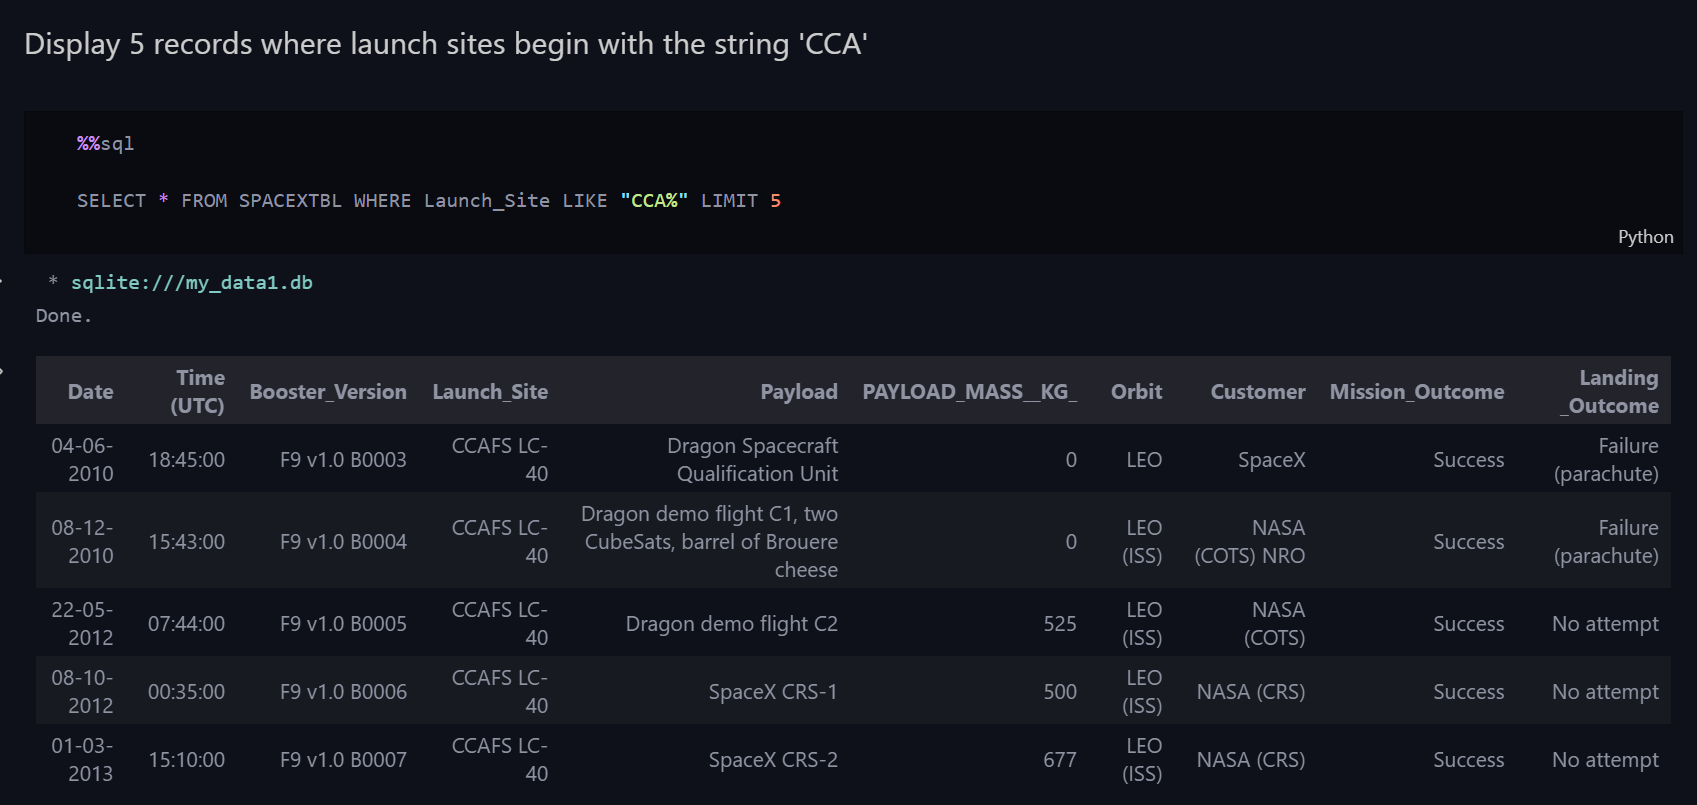 Display 5 records where launch sites begin with the string 'CCA'
%%sql
SELECT * FROM SPACEXTBL WHERE Launch_Site LIKE "CCA%" LIMIT 5
Python
* sqlite:///my_data1.db
Done.
Date Time (UTC) Booster_Version Launch_Site Payload PAYLOAD_MASS__KG_ Orbit Customer Mission_Outcome Landing _Outcome
04-06-2010 18:45:00 F9 v1.0 B0003 CCAFS LC-40 Dragon Spacecraft Qualification Unit 0 LEO SpaceX Success Failure (parachute)
08-12-2010 15:43:00 F9 v1.0 B0004 CCAFS LC-40 Dragon demo flight C1, two CubeSats, barrel of Brouere cheese 0 LEO (ISS) NASA (COTS) NRO Success Failure (parachute)
22-05-2012 07:44:00 F9 v1.0 B0005 CCAFS LC-40 Dragon demo flight C2 525 LEO (ISS) NASA (COTS) Success No attempt
08-10-2012 00:35:00 F9 v1.0 B0006 CCAFS LC-40 SpaceX CRS-1 500 LEO (ISS) NASA (CRS) Success No attempt
01-03-2013 15:10:00 F9 v1.0 B0007 CCAFS LC-40 SpaceX CRS-2 677 LEO (ISS) NASA (CRS) Success No attempt